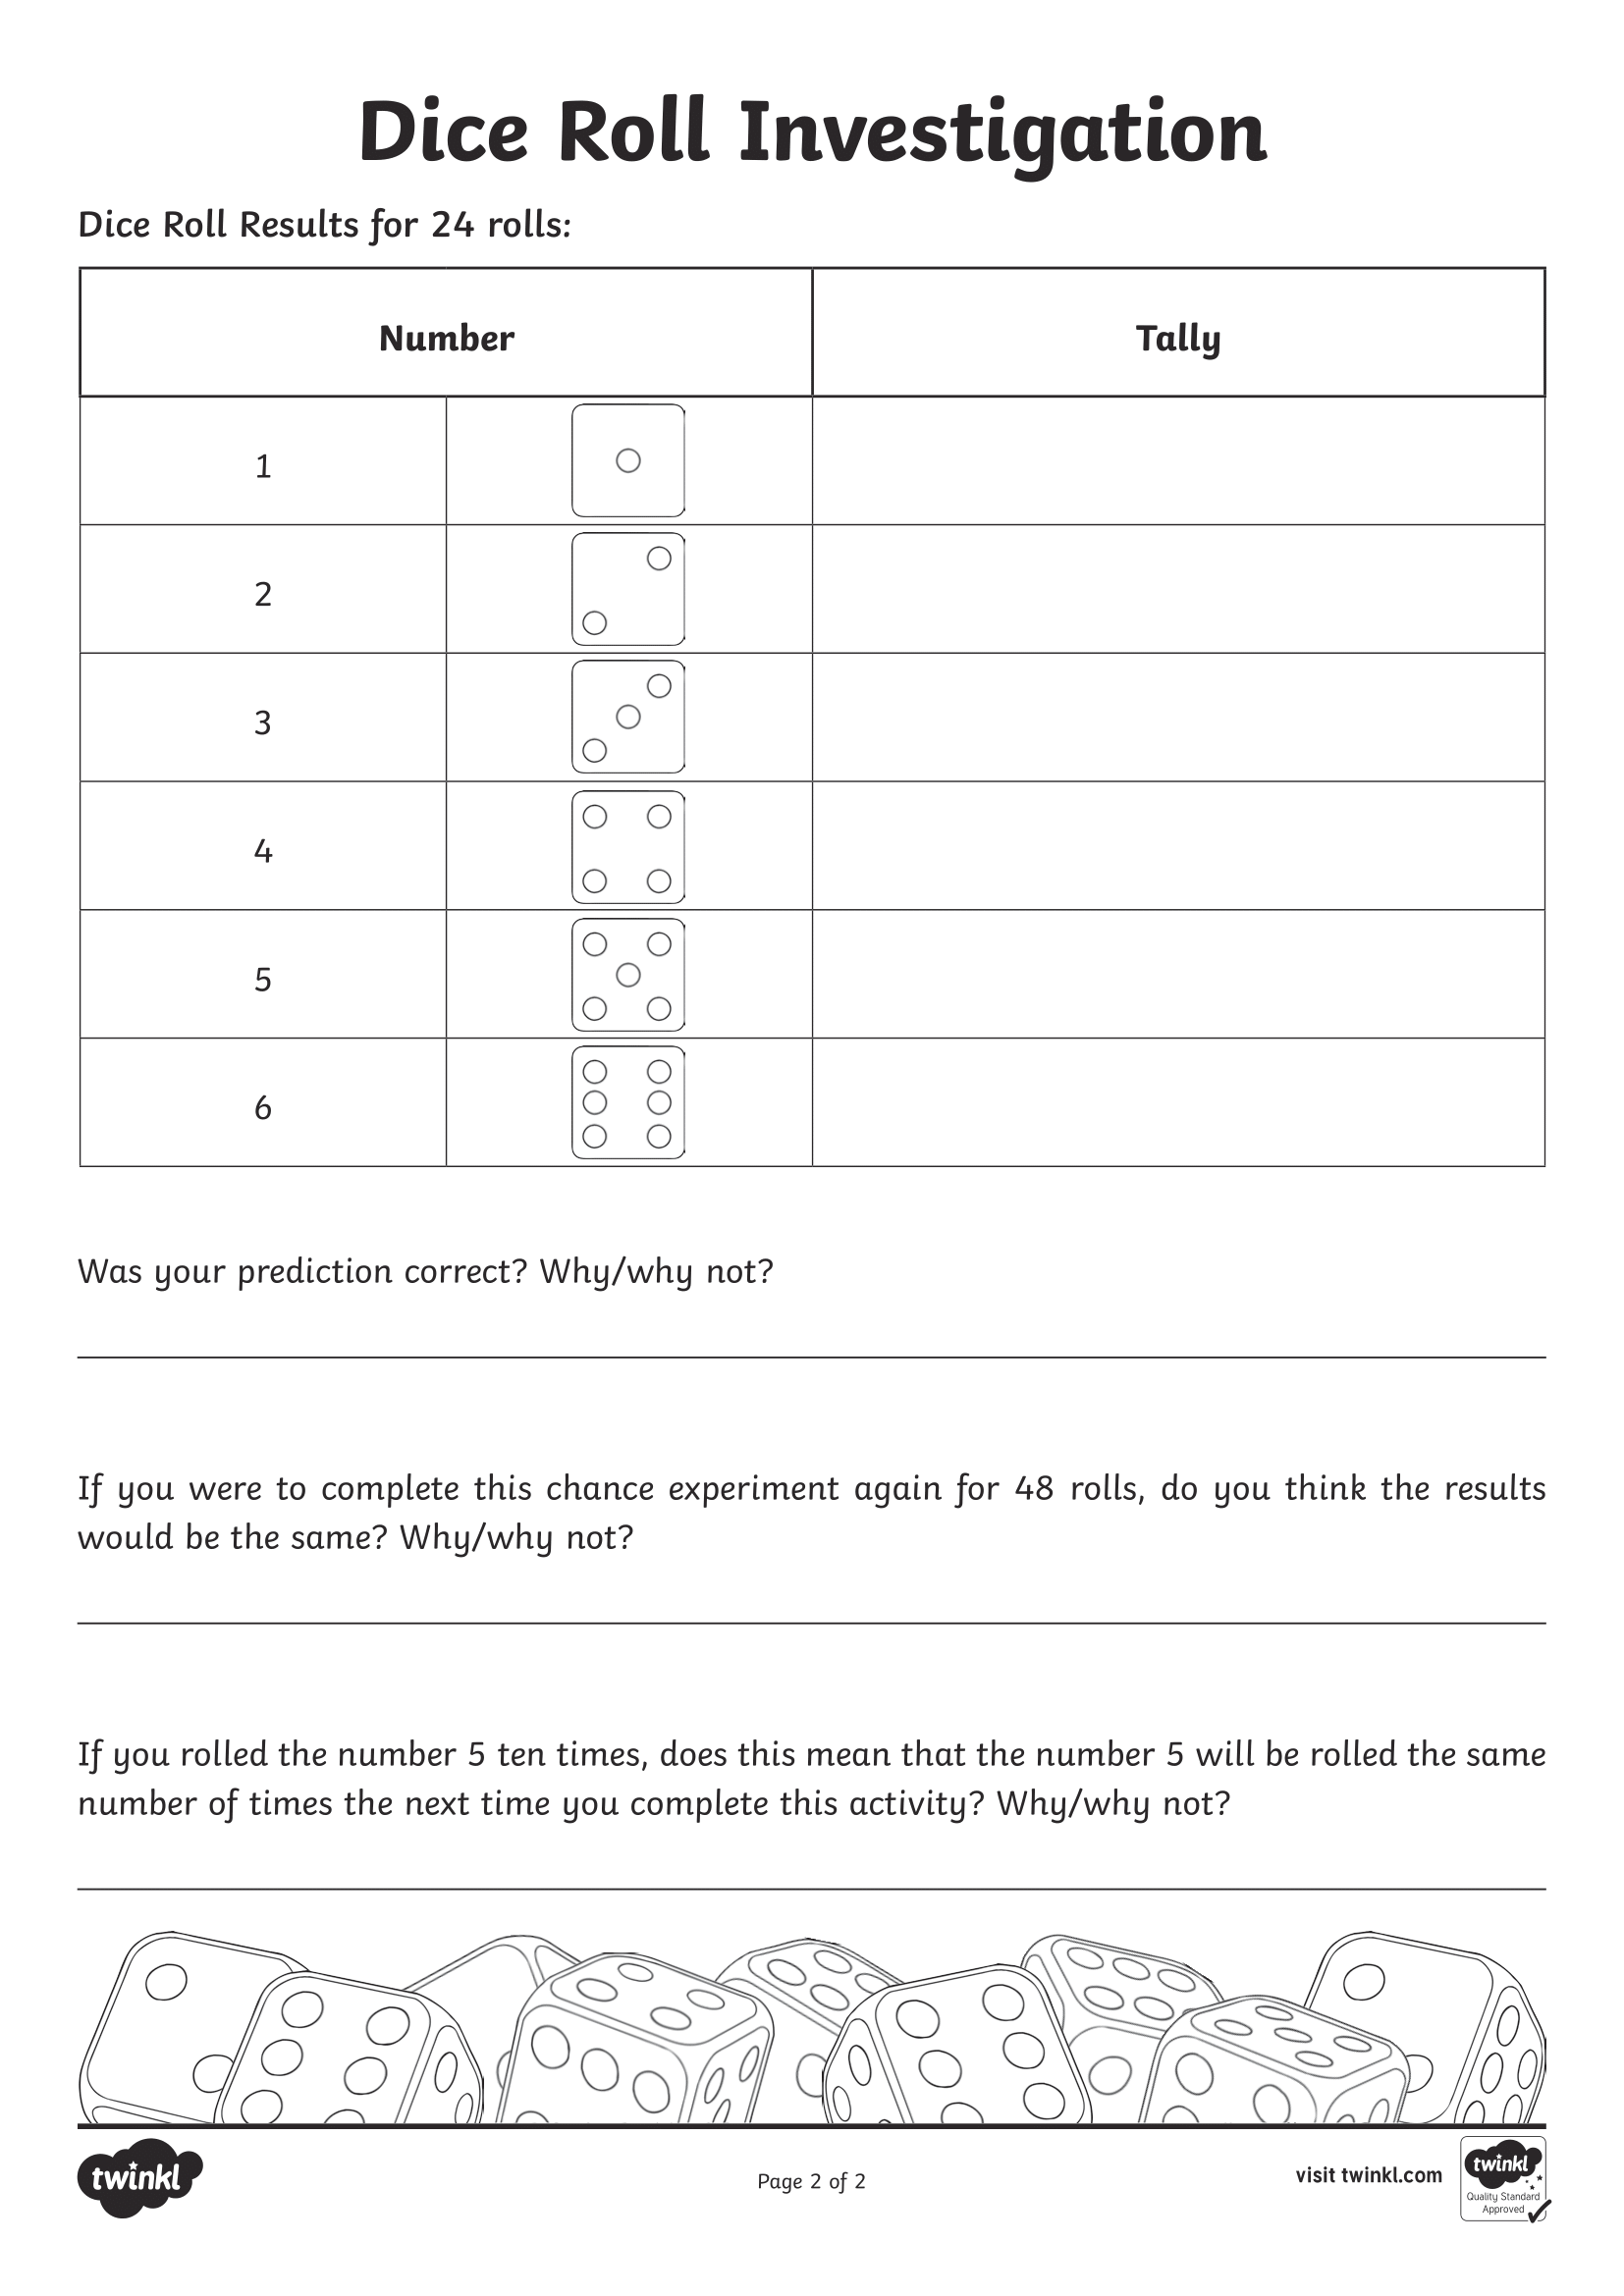 Dice Roll Investigation
Dice Roll Results for 24 rolls:
Number Tally
1
2
3
4
5
6
Was your prediction correct? Why/why not?
If you were to complete this chance experiment again for 48 rolls, do you think the results
would be the same? Why/why not?
If you rolled the number 5 ten times, does this mean that the number 5 will be rolled the same
number of times the next time you complete this activity? Why/why not?
twinkl
Page 2 of 2
visit twinkl.com
twinkl
Quality Standard
Approved